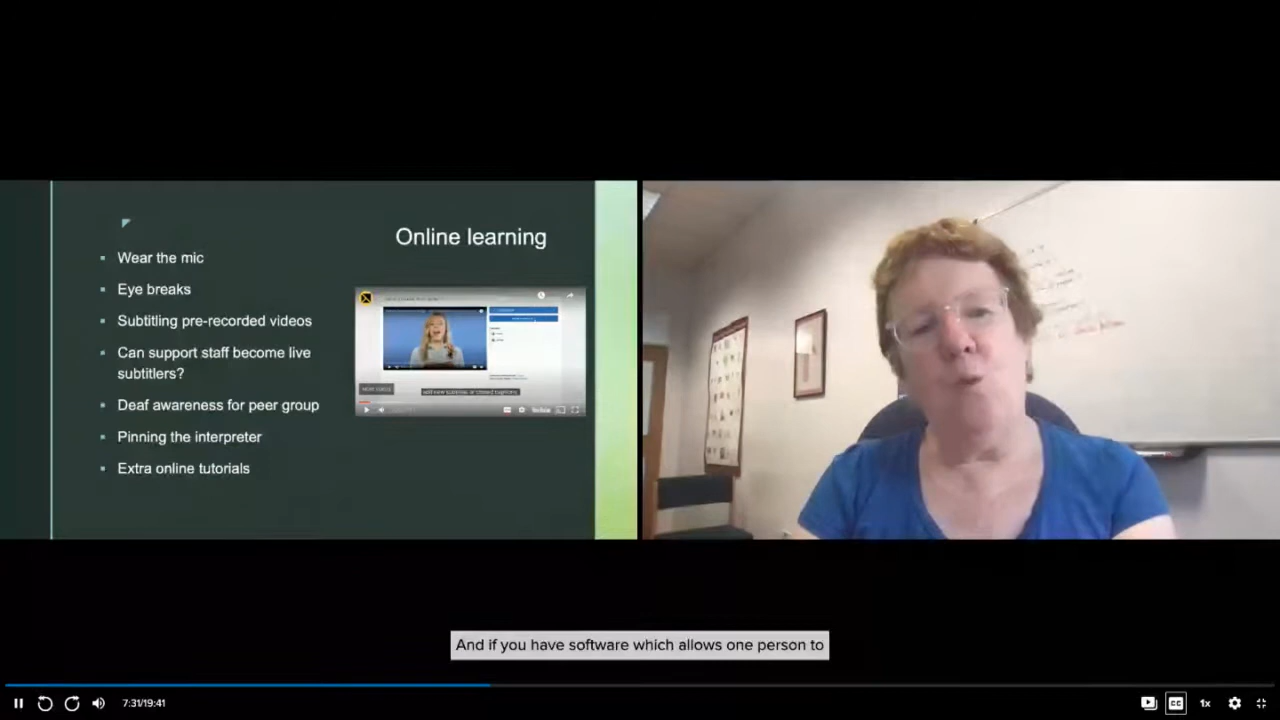 Online learning
Wear the mic
Eye breaks
Subtitling pre-recorded videos
Can support staff become live
subtitlers?
Deaf awareness for peer group
Pinning the interpreter
Extra online tutorials
YouTube
And if you have software which allows one person to
7:31/19:41
CC
1x